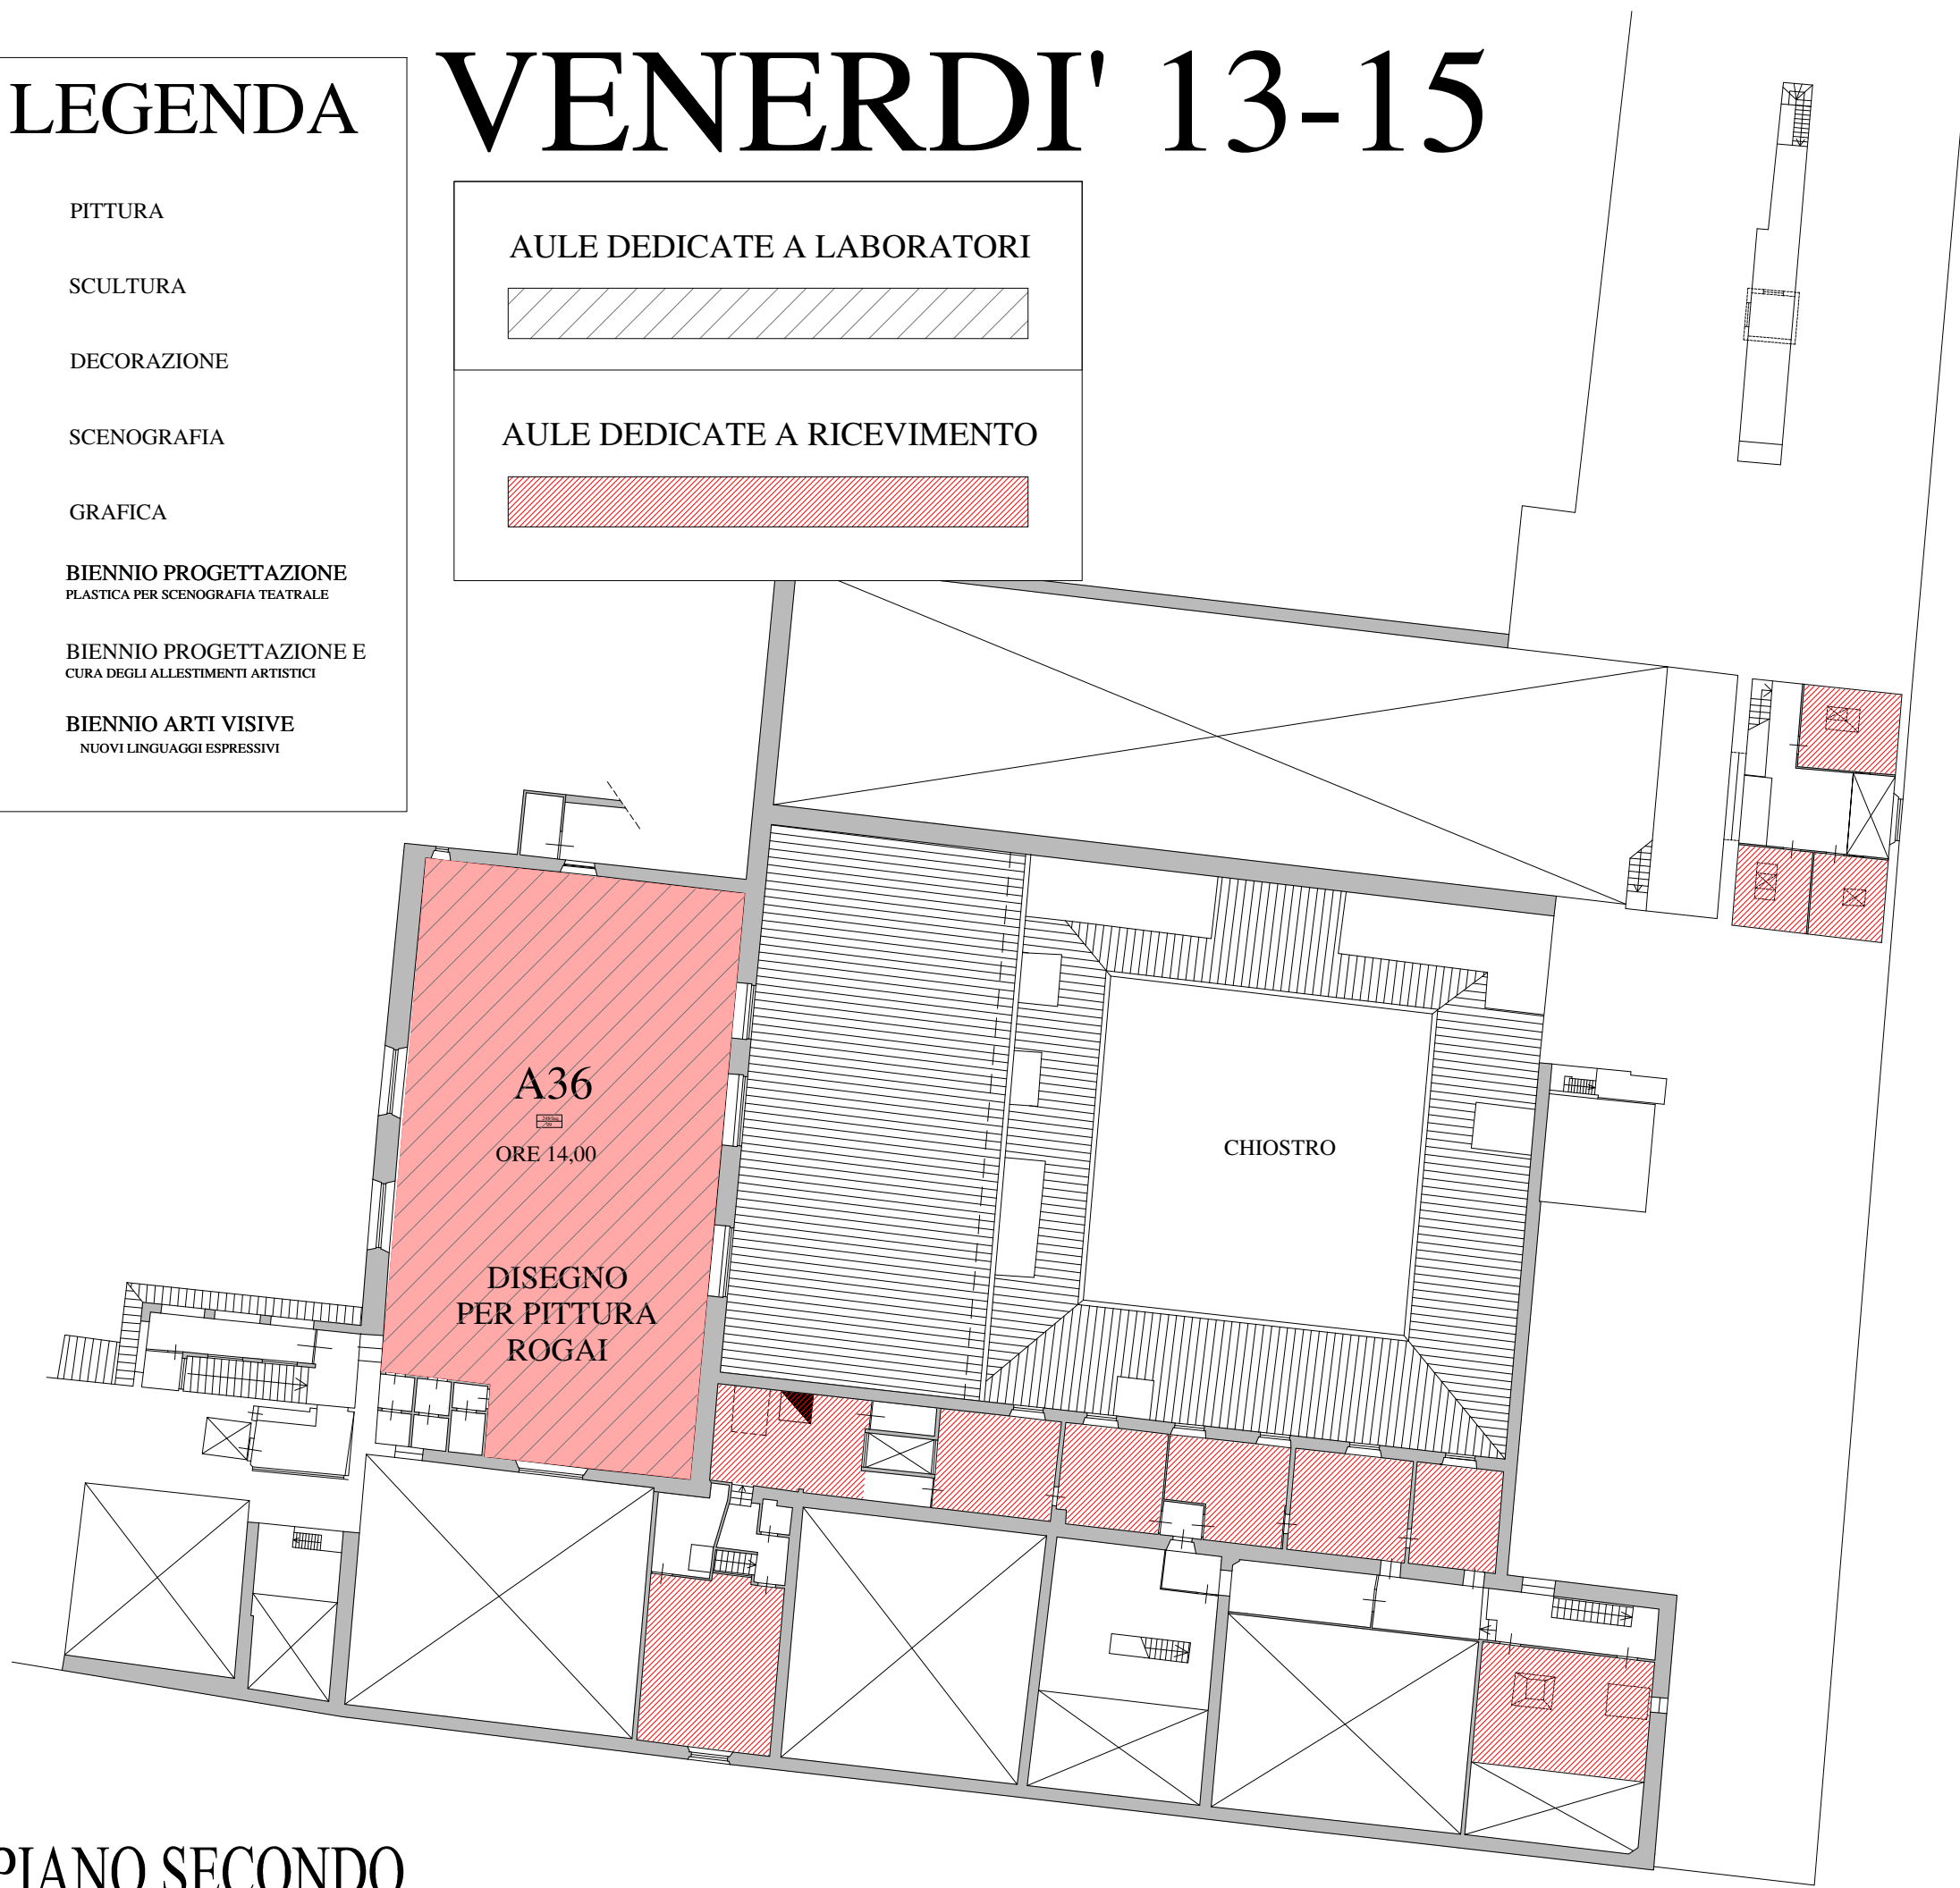 LEGENDA
VENERDI' 13-15
PITTURA
SCULTURA
DECORAZIONE
SCENOGRAFIA
GRAFICA
BIENNIO PROGETTAZIONE
PLASTICA PER SCENOGRAFIA TEATRALE
BIENNIO PROGETTAZIONE E
CURA DEGLI ALLESTIMENTI ARTISTICI
BIENNIO ARTI VISIVE
NUOVI LINGUAGGI ESPRESSIVI
AULE DEDICATE A LABORATORI
AULE DEDICATE A RICEVIMENTO
A36
ORE 14,00
DISEGNO
PER PITTURA
ROGAI
CHIOSTRO
PIANO SECONDO